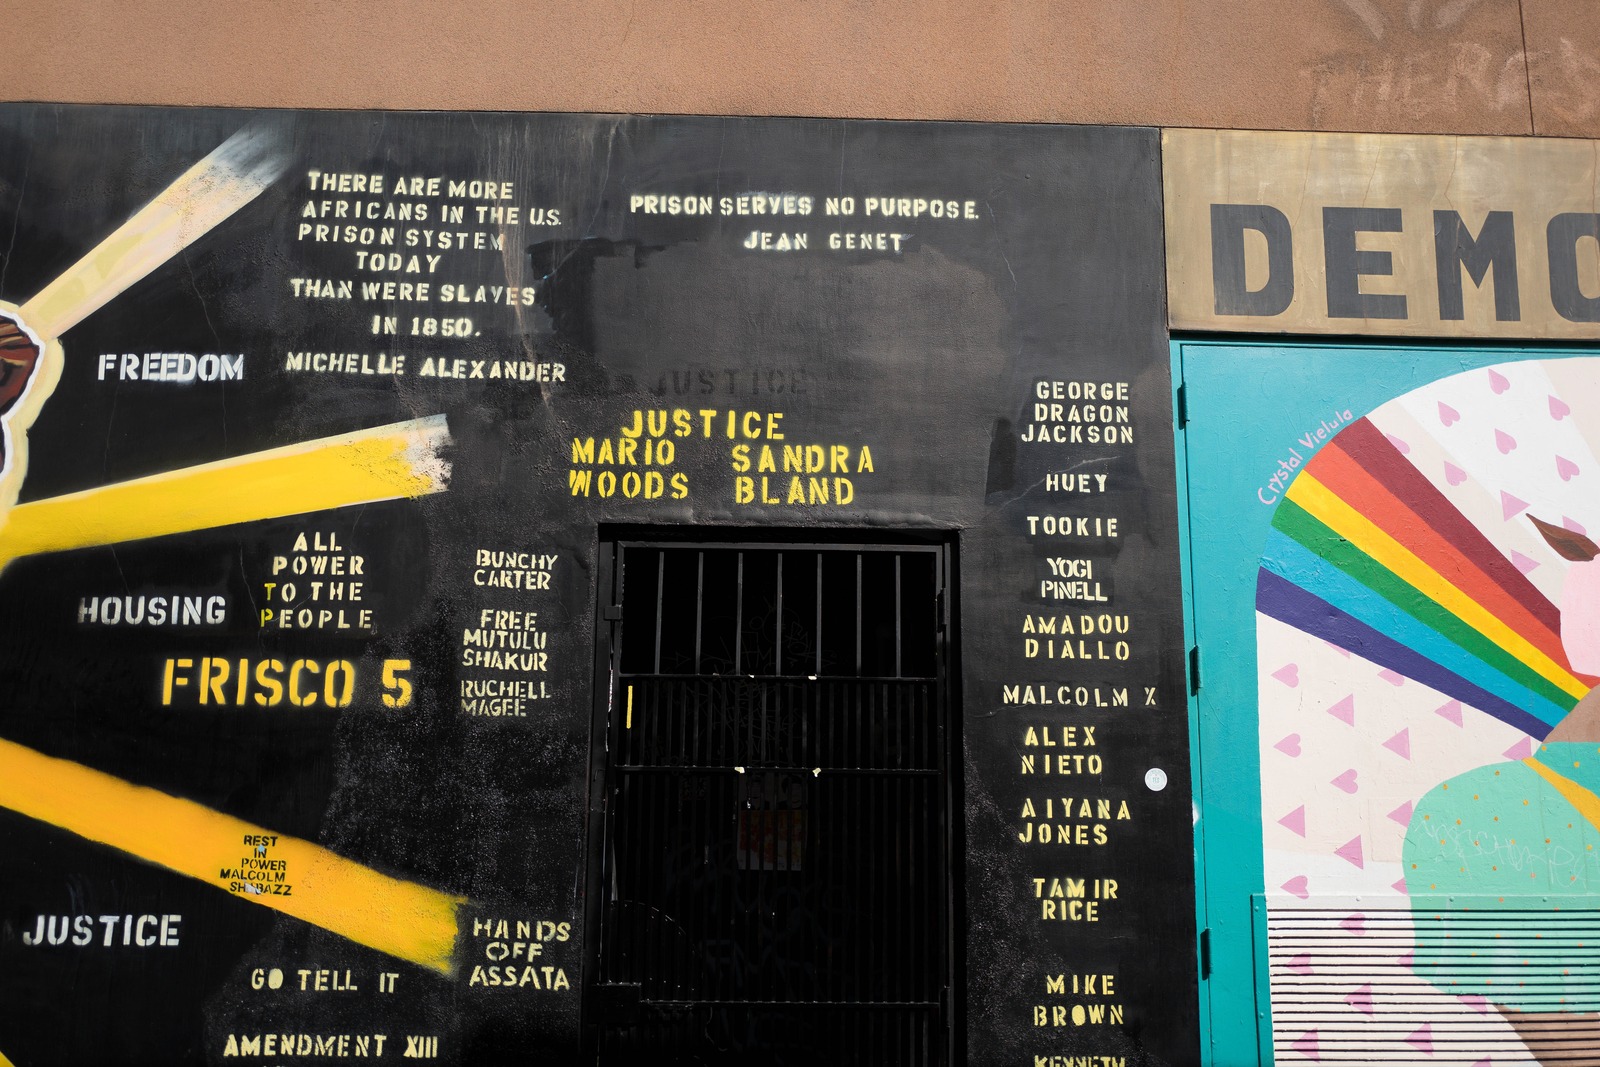 THERE ARE MORE
AFRICANS IN THE U.S.
PRISON SYSTEM
TODAY
THAN WERE SLAVES
IN 1850.
MICHELLE ALEXANDER
FREEDOM
PRISON SERVES NO PURPOSE.
JEAN GENET
JUSTICE
JUSTICE
MARIO SANDRA
WOODS BLAND
ALL
POWER
TO THE
PEOPLE
HOUSING
FRISCO 5
BUNCHY
CARTER
FREE
MUTULU
SHAKUR
RUCHELL
MAGEE
REST
IN
POWER
MALCOLM
SHABAZZ
JUSTICE
HANDS
OFF
ASSATA
GO TELL IT
AMENDMENT XIII
GEORGE
DRAGON
JACKSON
HUEY
TOOKIE
YOGI
PINELL
AMADOU
DIALLO
MALCOLM X
ALEX
NIETO
AIYANA
JONES
TAMIR
RICE
MIKE
BROWN
KENNETH
DEMO
Crystal Vielula